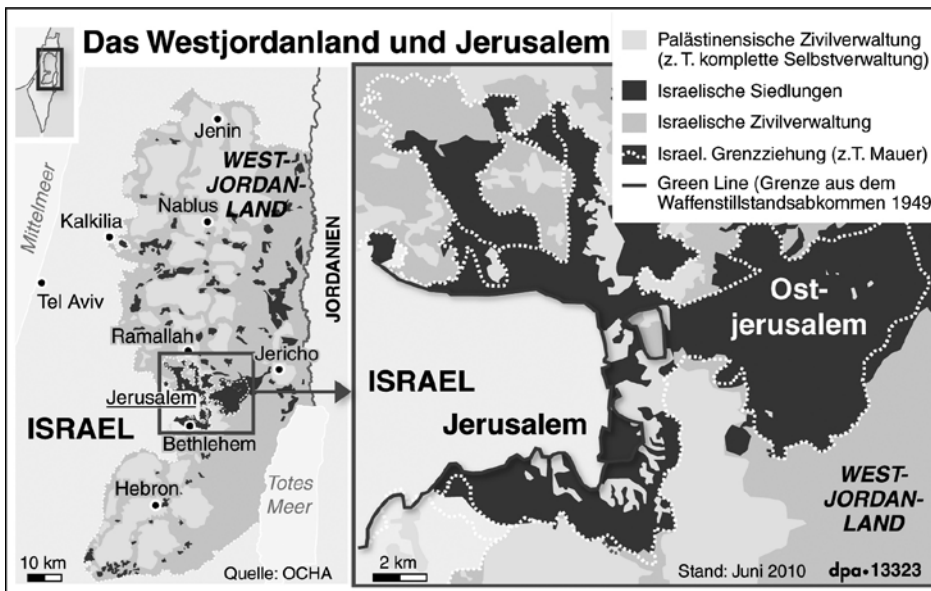 Das Westjordanland und Jerusalem
Palästinensische Zivilverwaltung
(z. T. komplette Selbstverwaltung)
Israelische Siedlungen
Israelische Zivilverwaltung
Israel. Grenzziehung (z.T. Mauer)
Green Line (Grenze aus dem
Waffenstillstandsabkommen 1949
Mittelmeer
Jenin
WEST-
JORDAN-
LAND
Nablus
Kalkilia
JORDANIEN
Tel Aviv
Ramallah
Jericho
Jerusalem
ISRAEL
Bethlehem
Hebron
Totes
Meer
10 km
Quelle: OCHA
Ost-
jerusalem
ISRAEL
Jerusalem
WEST-
JORDAN-
LAND
2 km
Stand: Juni 2010
dpa•13323